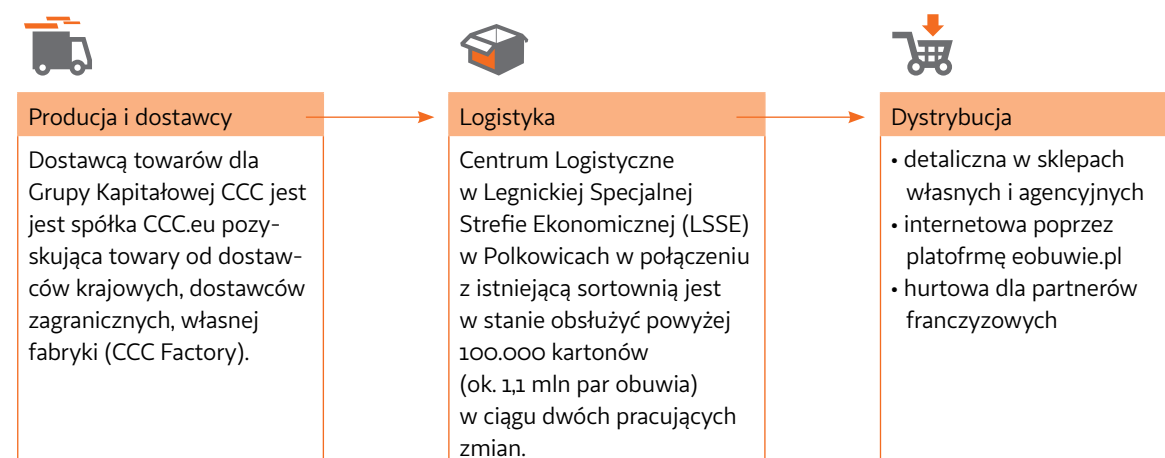 Producja i dostawcy
Dostawcą towarów dla
Grupy Kapitałowej CCC jest
jest spółka CCC.eu pozy-
skująca towary od dostaw-
ców krajowych, dostawców
zagranicznych, własnej
fabryki (CCC Factory).
Logistyka
Centrum Logistyczne
w Legnickiej Specjalnej
Strefie Ekonomicznej (LSSE)
w Polkowicach w połączeniu
z istniejącą sortownią jest
w stanie obsłużyć powyżej
100.000 kartonów
(ok. 1,1 mln par obuwia)
w ciągu dwóch pracujących
zmian.
Dystrybucja
• detaliczna w sklepach
własnych i agencyjnych
• internetowa poprzez
platofrmę eobuwie.pl
• hurtowa dla partnerów
franczyzowych